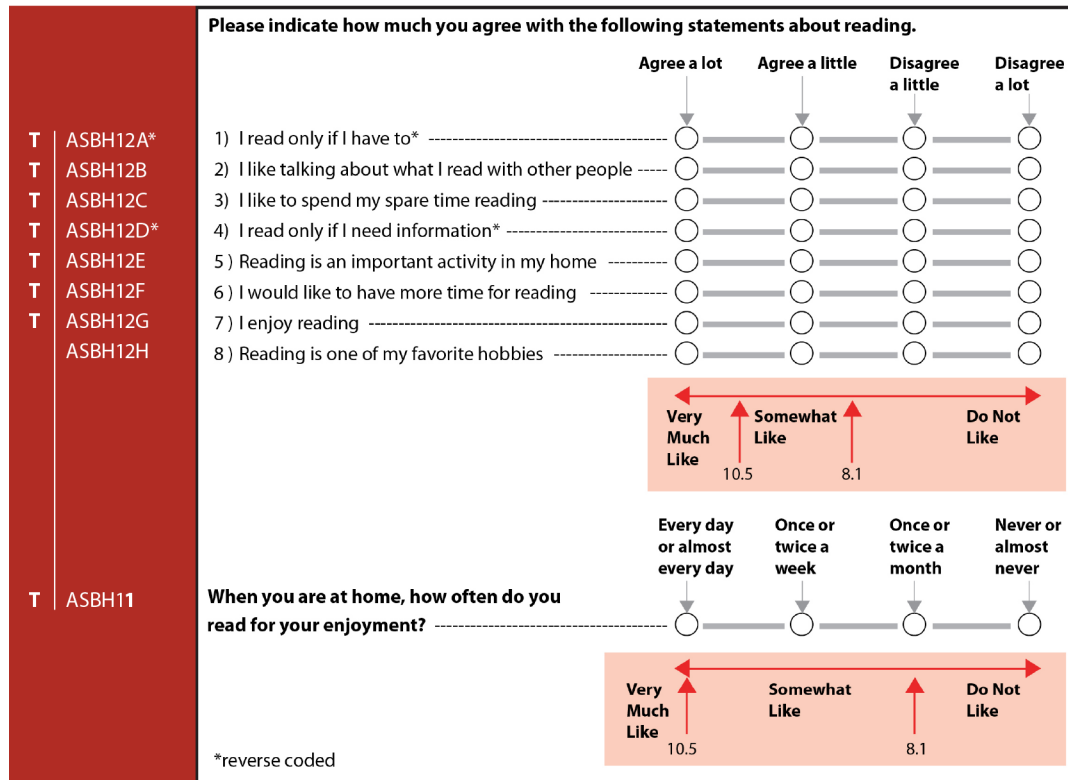 Please indicate how much you agree with the following statements about reading.
Agree a lot Agree a little Disagree a little Disagree a lot
T ASBH12A* 1) I read only if I have to*
T ASBH12B 2) I like talking about what I read with other people
T ASBH12C 3) I like to spend my spare time reading
T ASBH12D* 4) I read only if I need information*
T ASBH12E 5 ) Reading is an important activity in my home
T ASBH12F 6 ) I would like to have more time for reading
T ASBH12G 7 ) I enjoy reading
ASBH12H 8 ) Reading is one of my favorite hobbies
Very Much Like Somewhat Like Do Not Like
10.5 8.1
Every day or almost every day Once or twice a week Once or twice a month Never or almost never
T ASBH11 When you are at home, how often do you
read for your enjoyment?
Very Much Like Somewhat Like Do Not Like
10.5 8.1
*reverse coded